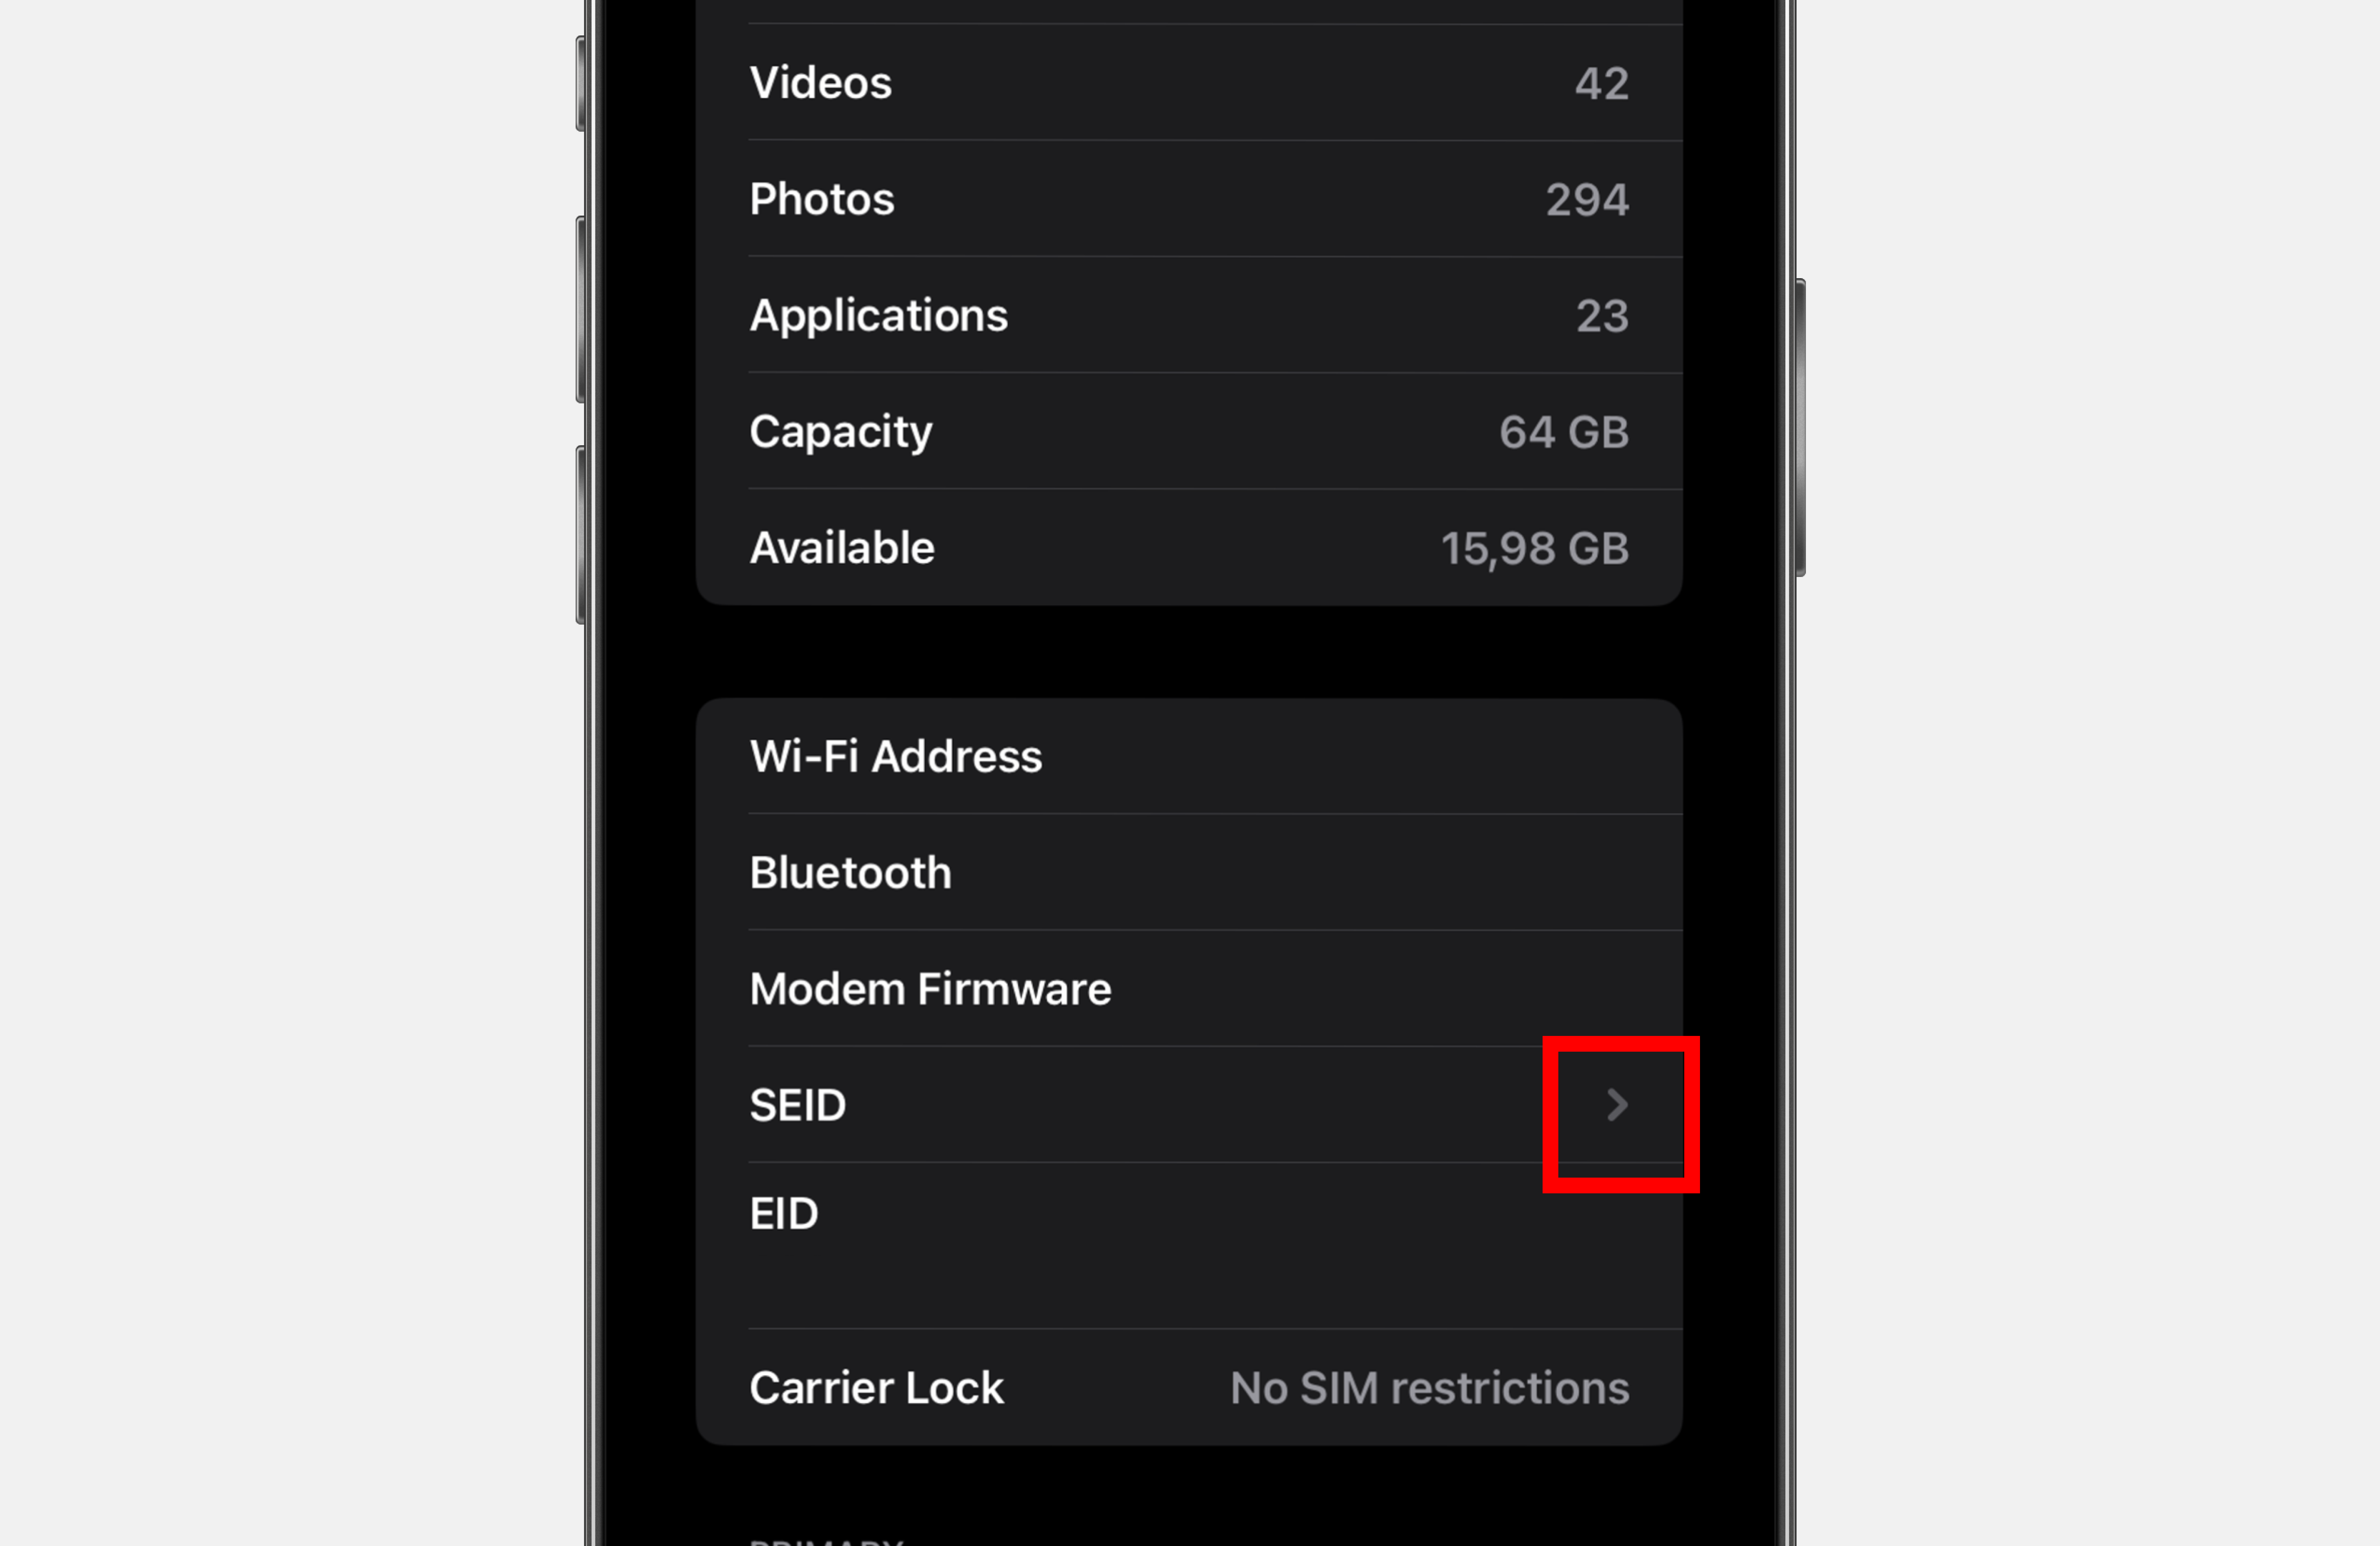 Videos 42
Photos 294
Applications 23
Capacity 64 GB
Available 15,98 GB
Wi-Fi Address
Bluetooth
Modem Firmware
SEID
EID
Carrier Lock No SIM restrictions
PRIMARY